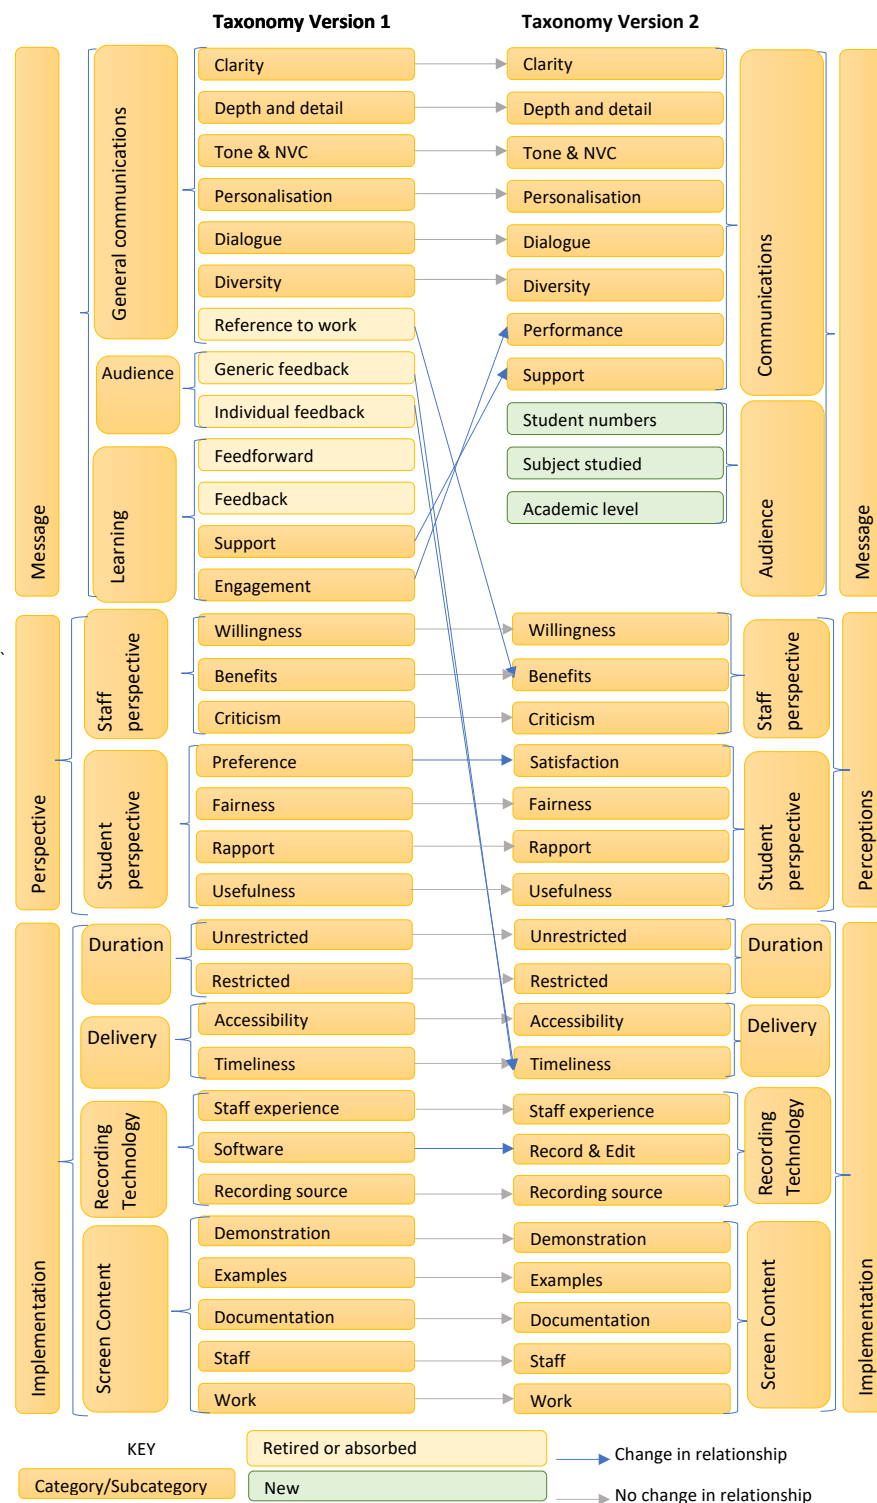 Taxonomy Version 1
Taxonomy Version 2
Message
General communications
Clarity
Depth and detail
Tone & NVC
Personalisation
Dialogue
Diversity
Reference to work
Audience
Generic feedback
Individual feedback
Learning
Feedforward
Feedback
Support
Engagement
Clarity
Depth and detail
Tone & NVC
Personalisation
Dialogue
Diversity
Performance
Support
Communications
Student numbers
Subject studied
Academic level
Audience
Message
`
Perspective
Staff
perspective
Willingness
Benefits
Criticism
Student
perspective
Preference
Fairness
Rapport
Usefulness
Willingness
Benefits
Criticism
Staff
perspective
Satisfaction
Fairness
Rapport
Usefulness
Student
perspective
Perceptions
Implementation
Duration
Unrestricted
Restricted
Delivery
Accessibility
Timeliness
Recording
Technology
Staff experience
Software
Recording source
Screen Content
Demonstration
Examples
Documentation
Staff
Work
Unrestricted
Restricted
Duration
Accessibility
Timeliness
Delivery
Staff experience
Record & Edit
Recording source
Recording
Technology
Demonstration
Examples
Documentation
Staff
Work
Screen Content
Implementation
KEY
Retired or absorbed
Change in relationship
Category/Subcategory
New
No change in relationship